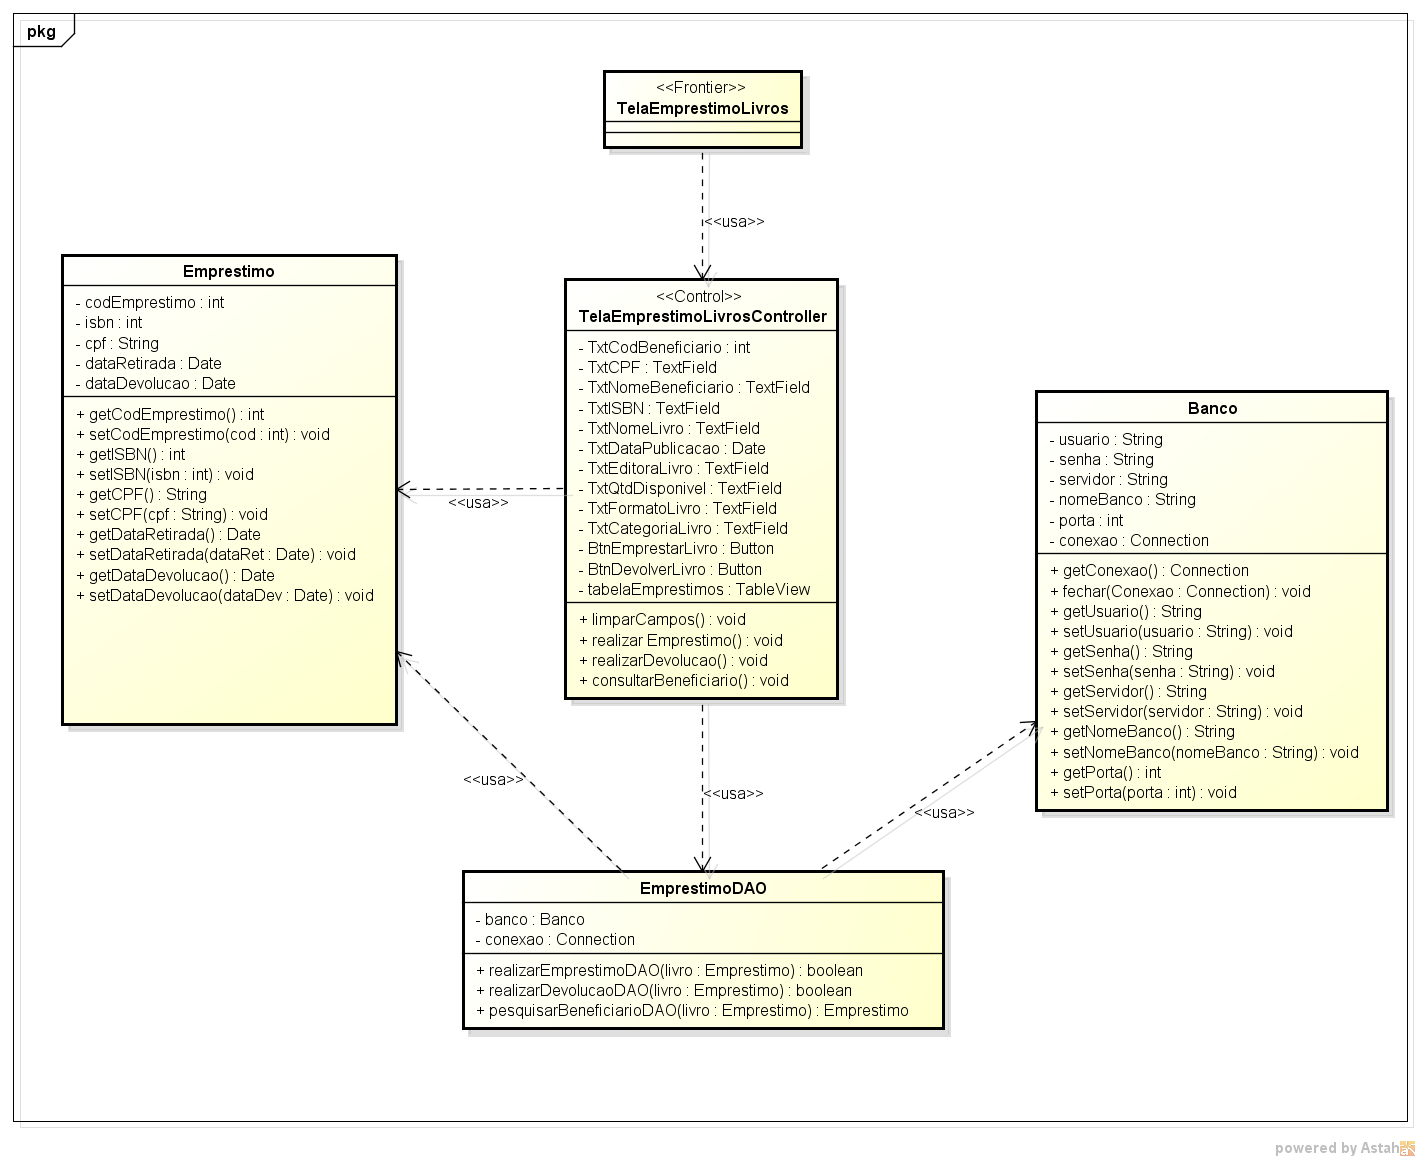 pkg
<<Frontier>>
TelaEmprestimoLivros
<<usa>>
Emprestimo
- codEmprestimo : int
- isbn : int
- cpf : String
- dataRetirada : Date
- dataDevolucao : Date
+ getCodEmprestimo() : int
+ setCodEmprestimo(cod : int) : void
+ getISBN() : int
+ setISBN(isbn : int) : void
+ getCPF() : String
+ setCPF(cpf : String) : void
+ getDataRetirada() : Date
+ setDataRetirada(dataRet : Date) : void
+ getDataDevolucao() : Date
+ setDataDevolucao(dataDev : Date) : void
<<usa>>
<<Control>>
TelaEmprestimoLivrosController
- TxtCodBeneficiario : int
- TxtCPF : TextField
- TxtNomeBeneficiario : TextField
- TxtISBN : TextField
- TxtNomeLivro : TextField
- TxtDataPublicacao : Date
- TxtEditoraLivro : TextField
- TxtQtdDisponivel : TextField
- TxtFormatoLivro : TextField
- TxtCategoriaLivro : TextField
- BtnEmprestarLivro : Button
- BtnDevolverLivro : Button
- tabelaEmprestimos : TableView
+ limparCampos() : void
+ realizar Emprestimo() : void
+ realizarDevolucao() : void
+ consultarBeneficiario() : void
Banco
- usuario : String
- senha : String
- servidor : String
- nomeBanco : String
- porta : int
- conexao : Connection
+ getConexao() : Connection
+ fechar(Conexao : Connection) : void
+ getUsuario() : String
+ setUsuario(usuario : String) : void
+ getSenha() : String
+ setSenha(senha : String) : void
+ getServidor() : String
+ setServidor(servidor : String) : void
+ getNomeBanco() : String
+ setNomeBanco(nomeBanco : String) : void
+ getPorta() : int
+ setPorta(porta : int) : void
<<usa>>
<<usa>>
<<usa>>
EmprestimoDAO
- banco : Banco
- conexao : Connection
+ realizarEmprestimoDAO(livro : Emprestimo) : boolean
+ realizarDevolucaoDAO(livro : Emprestimo) : boolean
+ pesquisarBeneficiarioDAO(livro : Emprestimo) : Emprestimo
powered by Astah